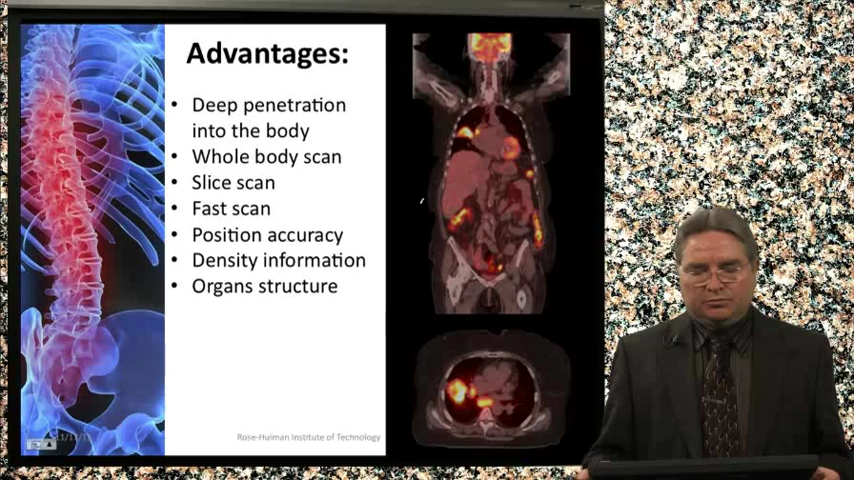 Advantages:
• Deep penetration
into the body
• Whole body scan
• Slice scan
• Fast scan
• Position accuracy
• Density information
• Organs structure
Rose-Hulman Institute of Technology